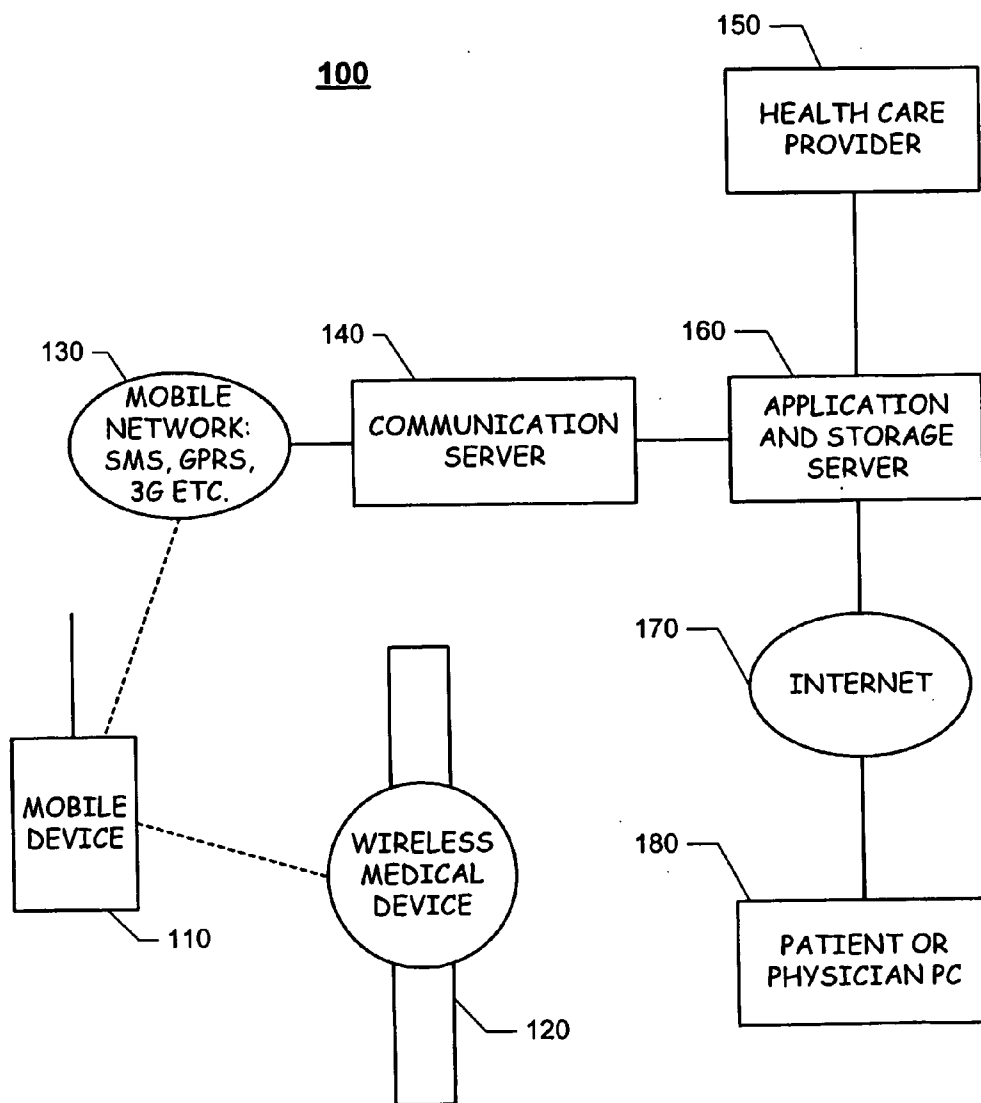 150
100
HEALTH CARE
PROVIDER
130
140
160
MOBILE
NETWORK:
SMS, GPRS,
3G ETC.
COMMUNICATION
SERVER
APPLICATION
AND STORAGE
SERVER
170
INTERNET
MOBILE
DEVICE
WIRELESS
MEDICAL
DEVICE
180
110
PATIENT OR
PHYSICIAN PC
120